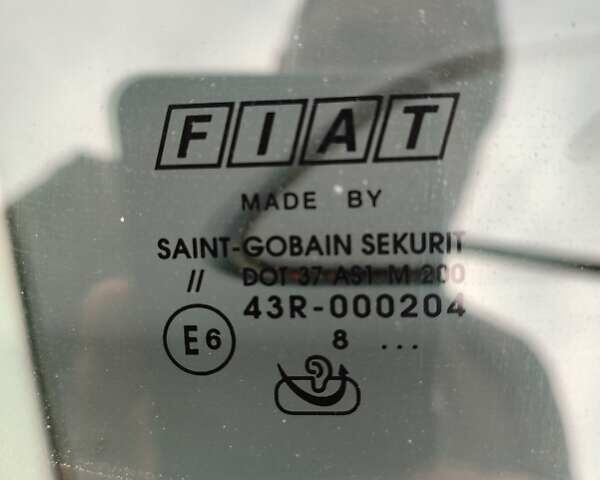 FIAT
MADE BY
SAINT-GOBAIN SEKURIT
// DOT 37 AS1 M 200
43R-000204
E6 8 ...